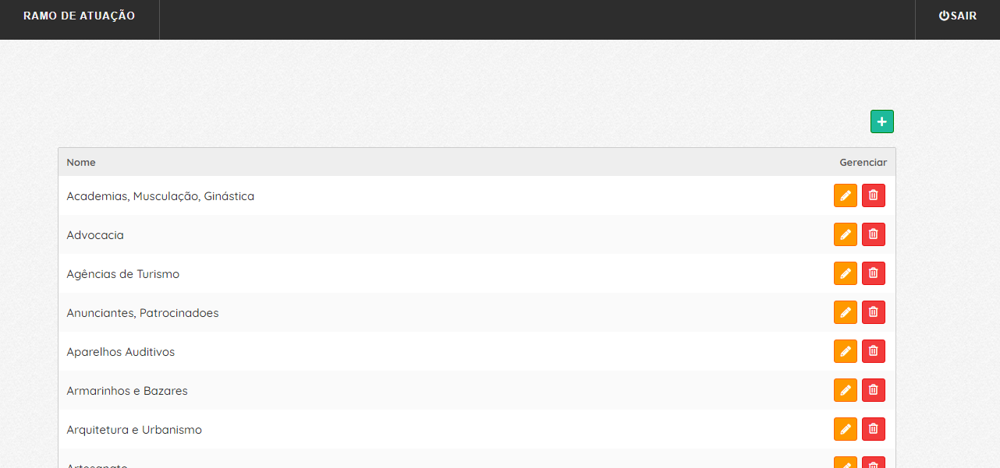 RAMO DE ATUAÇÃO
SAIR
Nome Gerenciar
Academias, Musculação, Ginástica
Advocacia
Agências de Turismo
Anunciantes, Patrocinadoes
Aparelhos Auditivos
Armarinhos e Bazares
Arquitetura e Urbanismo
Artesanato